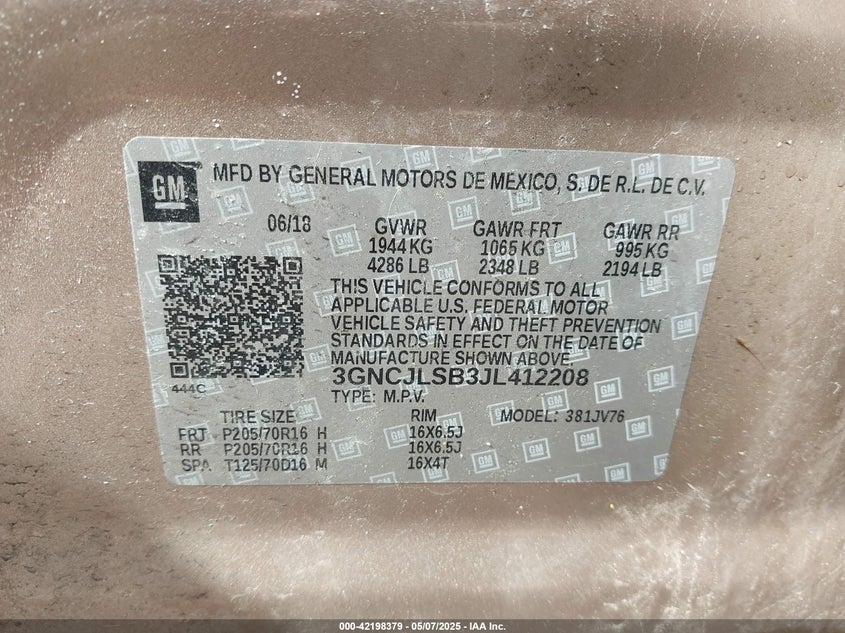 GM MFD BY GENERAL MOTORS DE MEXICO, S. DE R.L. DE C.V.
06/18 GVWR GAWR FRT GAWR RR
1944 KG 1065 KG 995 KG
4286 LB 2348 LB 2194 LB
THIS VEHICLE CONFORMS TO ALL
APPLICABLE U.S. FEDERAL MOTOR
VEHICLE SAFETY AND THEFT PREVENTION
STANDARDS IN EFFECT ON THE DATE OF
MANUFACTURE SHOWN ABOVE.
444C 3GNCJLSB3JL412208
TYPE: M.P.V.
TIRE SIZE RIM MODEL: 381JV76
FRT P205/70R16 H 16X6.5J
RR P205/70R16 H 16X6.5J
SPA T125/70D16 M 16X4T
000-42198379 — 05/07/2025 — IAA Inc.